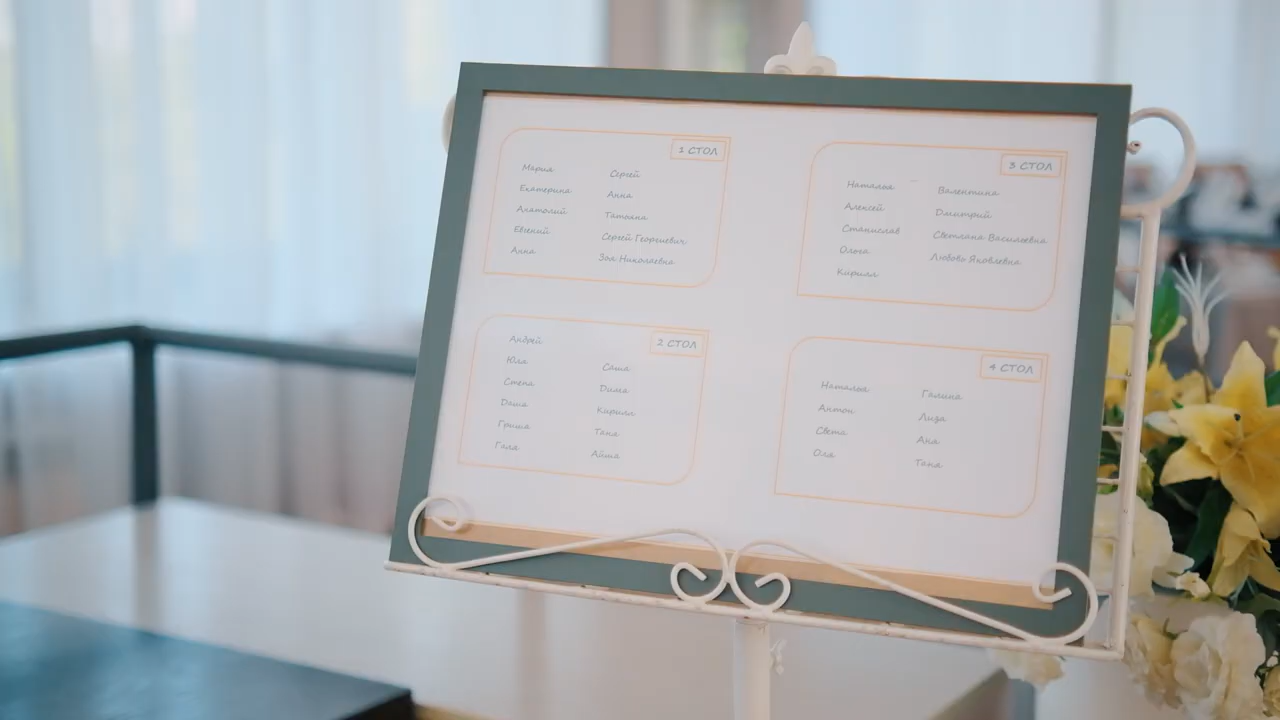 1 СТОЛ
Мария Сергей
Екатерина Анна
Анатолий Татьяна
Евгений Сергей Георгиевич
Анна Зоя Николаевна
2 СТОЛ
Андрей
Юля Саша
Степа Дилея
Даша Кирилл
Гриша Таня
Галя Айша
3 СТОЛ
Наталья Валентина
Алексей Дмитрий
Станислав Светлана Васильевна
Ольга Любовь Яковлевна
Кирилл
4 СТОЛ
Наталья Галина
Антон Лиза
Света Аня
Оля Таня